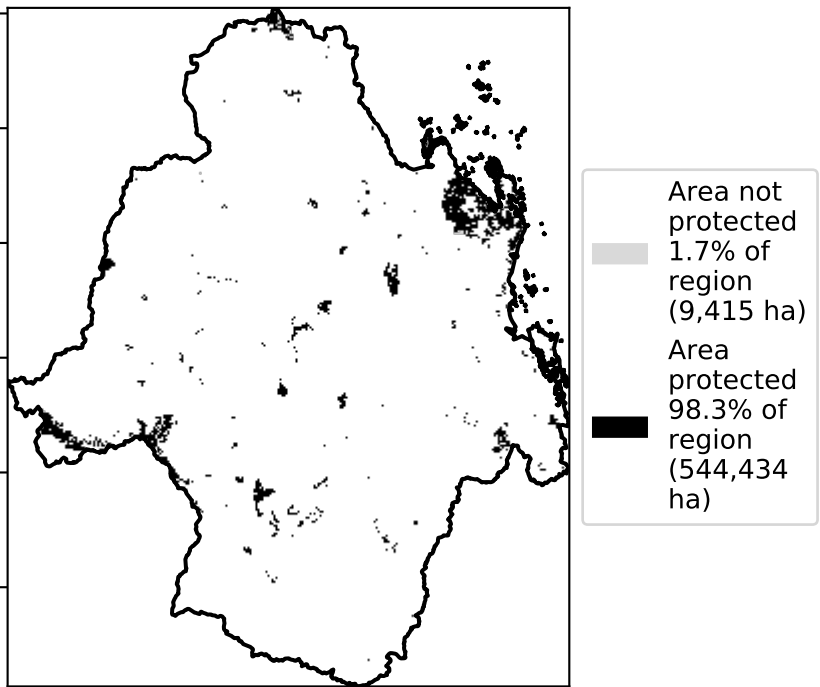 Area not
protected
1.7% of
region
(9,415 ha)
Area
protected
98.3% of
region
(544,434
ha)